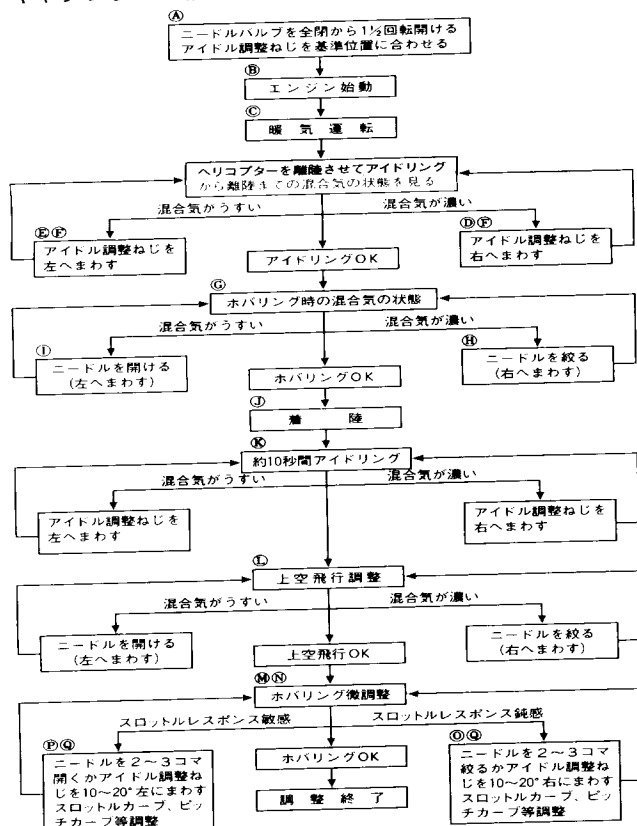 Ⓐ
ニードルバルブを全閉から1½回転開ける
アイドル調整ねじを基準位置に合わせる
Ⓑ
エンジン始動
Ⓒ
暖気運転
ヘリコプターを離陸させてアイドリング
から離陸までの混合気の状態を見る
混合気がうすい
混合気が濃い
ⒺⒻ
アイドル調整ねじを
左へまわす
ⒹⒻ
アイドル調整ねじを
右へまわす
アイドリングOK
Ⓖ
ホバリング時の混合気の状態
混合気がうすい
混合気が濃い
Ⓘ
ニードルを開ける
(左へまわす)
Ⓗ
ニードルを絞る
(右へまわす)
ホバリングOK
Ⓙ
着陸
Ⓚ
約10秒間アイドリング
混合気がうすい
混合気が濃い
アイドル調整ねじを
左へまわす
アイドル調整ねじを
右へまわす
Ⓛ
上空飛行調整
混合気がうすい
混合気が濃い
ニードルを開ける
(左へまわす)
ニードルを絞る
(右へまわす)
上空飛行OK
ⓂⓃ
ホバリング微調整
スロットルレスポンス敏感
スロットルレスポンス鈍感
ⓅⓆ
ニードルを2～3コマ
開くかアイドル調整ね
じを10～20°左にまわす
スロットルカーブ、ピッ
チカーブ等調整
ⓄⓆ
ニードルを2～3コマ
絞るかアイドル調整ね
じを10～20°右にまわす
スロットルカーブ、ピッ
チカーブ等調整
ホバリングOK
調整終了